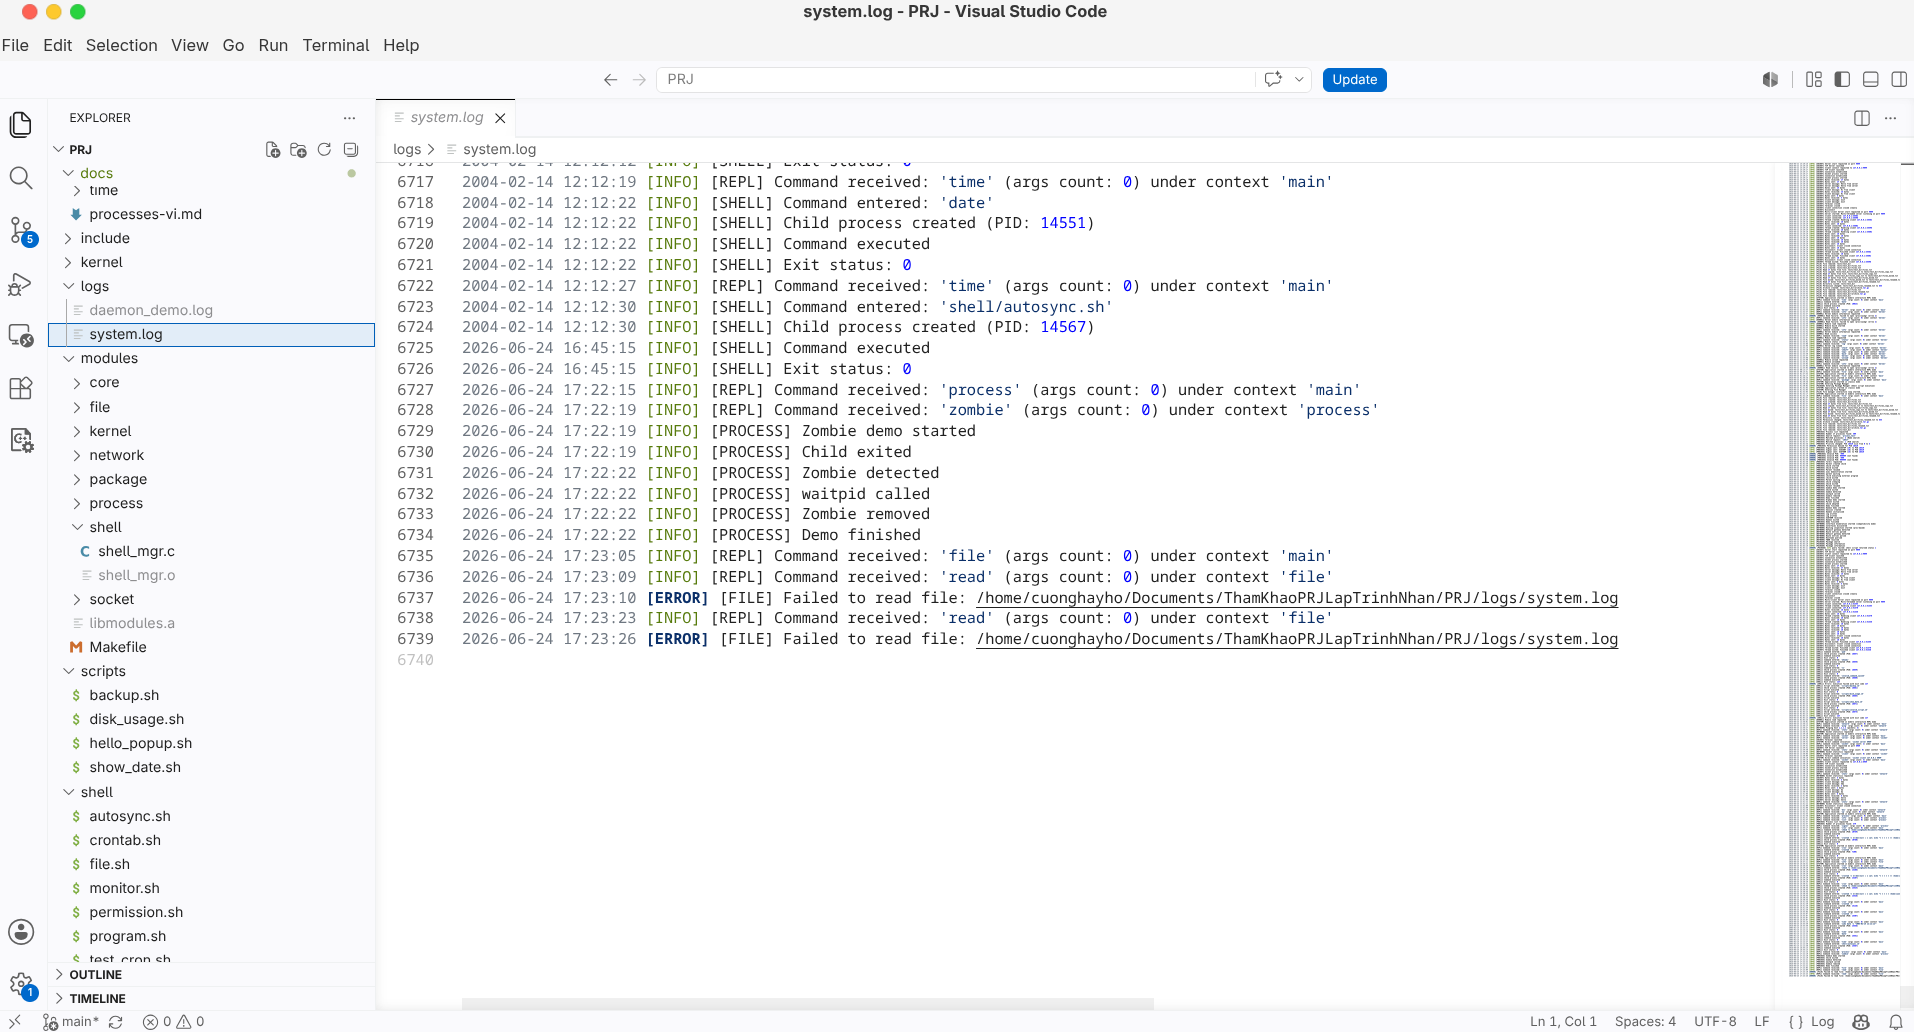 system.log - PRJ - Visual Studio Code
File Edit Selection View Go Run Terminal Help
PRJ
Update
EXPLORER
PRJ
docs
time
processes-vi.md
include
kernel
logs
daemon_demo.log
system.log
modules
core
file
kernel
network
package
process
shell
shell_mgr.c
shell_mgr.o
socket
libmodules.a
Makefile
scripts
backup.sh
disk_usage.sh
hello_popup.sh
show_date.sh
shell
autosync.sh
crontab.sh
file.sh
monitor.sh
permission.sh
program.sh
test_cron.sh
OUTLINE
TIMELINE
5
1
system.log
logs > system.log
6716 2004-02-14 12:12:12 [INFO] [SHELL] Exit status: 0
6717 2004-02-14 12:12:19 [INFO] [REPL] Command received: 'time' (args count: 0) under context 'main'
6718 2004-02-14 12:12:22 [INFO] [SHELL] Command entered: 'date'
6719 2004-02-14 12:12:22 [INFO] [SHELL] Child process created (PID: 14551)
6720 2004-02-14 12:12:22 [INFO] [SHELL] Command executed
6721 2004-02-14 12:12:22 [INFO] [SHELL] Exit status: 0
6722 2004-02-14 12:12:27 [INFO] [REPL] Command received: 'time' (args count: 0) under context 'main'
6723 2004-02-14 12:12:30 [INFO] [SHELL] Command entered: 'shell/autosync.sh'
6724 2004-02-14 12:12:30 [INFO] [SHELL] Child process created (PID: 14567)
6725 2026-06-24 16:45:15 [INFO] [SHELL] Command executed
6726 2026-06-24 16:45:15 [INFO] [SHELL] Exit status: 0
6727 2026-06-24 17:22:15 [INFO] [REPL] Command received: 'process' (args count: 0) under context 'main'
6728 2026-06-24 17:22:19 [INFO] [REPL] Command received: 'zombie' (args count: 0) under context 'process'
6729 2026-06-24 17:22:19 [INFO] [PROCESS] Zombie demo started
6730 2026-06-24 17:22:19 [INFO] [PROCESS] Child exited
6731 2026-06-24 17:22:22 [INFO] [PROCESS] Zombie detected
6732 2026-06-24 17:22:22 [INFO] [PROCESS] waitpid called
6733 2026-06-24 17:22:22 [INFO] [PROCESS] Zombie removed
6734 2026-06-24 17:22:22 [INFO] [PROCESS] Demo finished
6735 2026-06-24 17:23:05 [INFO] [REPL] Command received: 'file' (args count: 0) under context 'main'
6736 2026-06-24 17:23:09 [INFO] [REPL] Command received: 'read' (args count: 0) under context 'file'
6737 2026-06-24 17:23:10 [ERROR] [FILE] Failed to read file: /home/cuonghayho/Documents/ThamKhaoPRJLapTrinhNhan/PRJ/logs/system.log
6738 2026-06-24 17:23:23 [INFO] [REPL] Command received: 'read' (args count: 0) under context 'file'
6739 2026-06-24 17:23:26 [ERROR] [FILE] Failed to read file: /home/cuonghayho/Documents/ThamKhaoPRJLapTrinhNhan/PRJ/logs/system.log
6740
main* 0 0 Ln 1, Col 1 Spaces: 4 UTF-8 LF { } Log